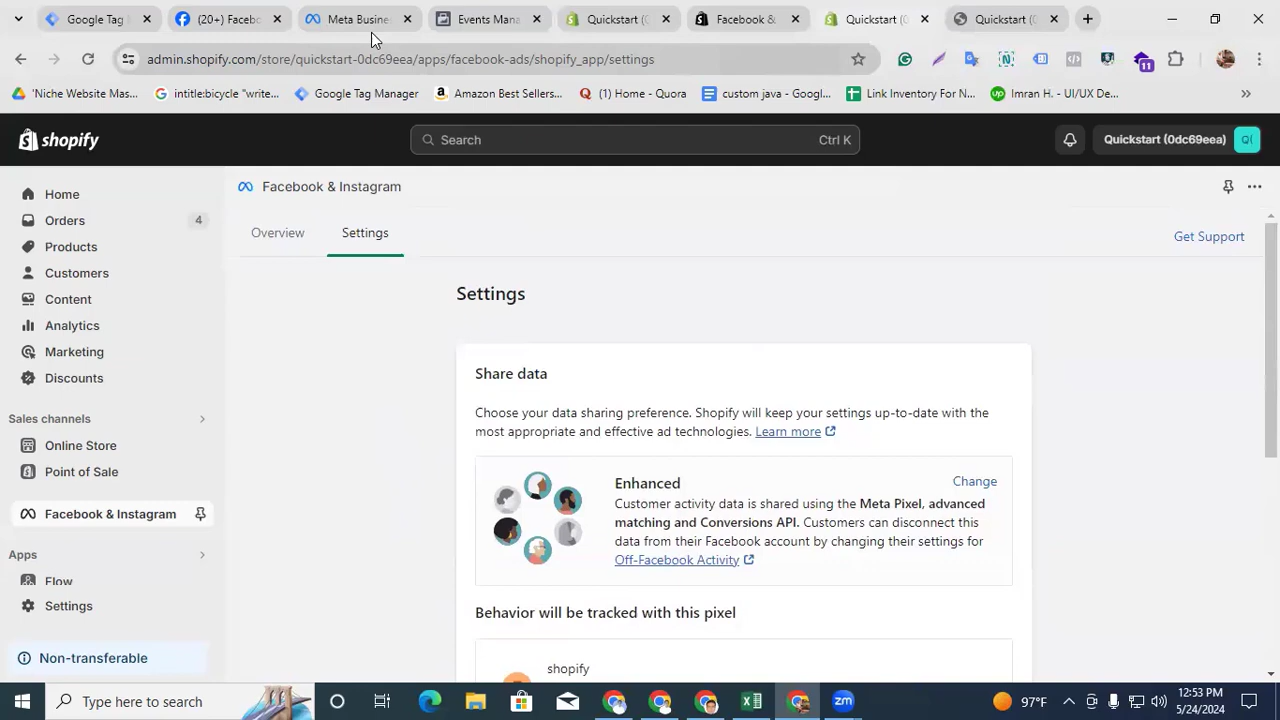 Google Tag M
(20+) Facebo
Meta Busine
Events Mana
Quickstart (0
Facebook &
Quickstart (0
Quickstart (0
admin.shopify.com/store/quickstart-0dc69eea/apps/facebook-ads/shopify_app/settings
11
'Niche Website Mas...
intitle:bicycle "write...
Google Tag Manager
Amazon Best Sellers...
(1) Home - Quora
custom java - Googl...
Link Inventory For N...
Imran H. - UI/UX De...
shopify
Search
Ctrl K
Quickstart (0dc69eea)
Q(
Home
Orders
4
Products
Customers
Content
Analytics
Marketing
Discounts
Sales channels
Online Store
Point of Sale
Facebook & Instagram
Apps
Flow
Settings
Non-transferable
Facebook & Instagram
Overview
Settings
Get Support
Settings
Share data
Choose your data sharing preference. Shopify will keep your settings up-to-date with the
most appropriate and effective ad technologies. Learn more
Enhanced
Change
Customer activity data is shared using the Meta Pixel, advanced
matching and Conversions API. Customers can disconnect this
data from their Facebook account by changing their settings for
Off-Facebook Activity
Behavior will be tracked with this pixel
shopify
Type here to search
zm
97°F
12:53 PM
5/24/2024